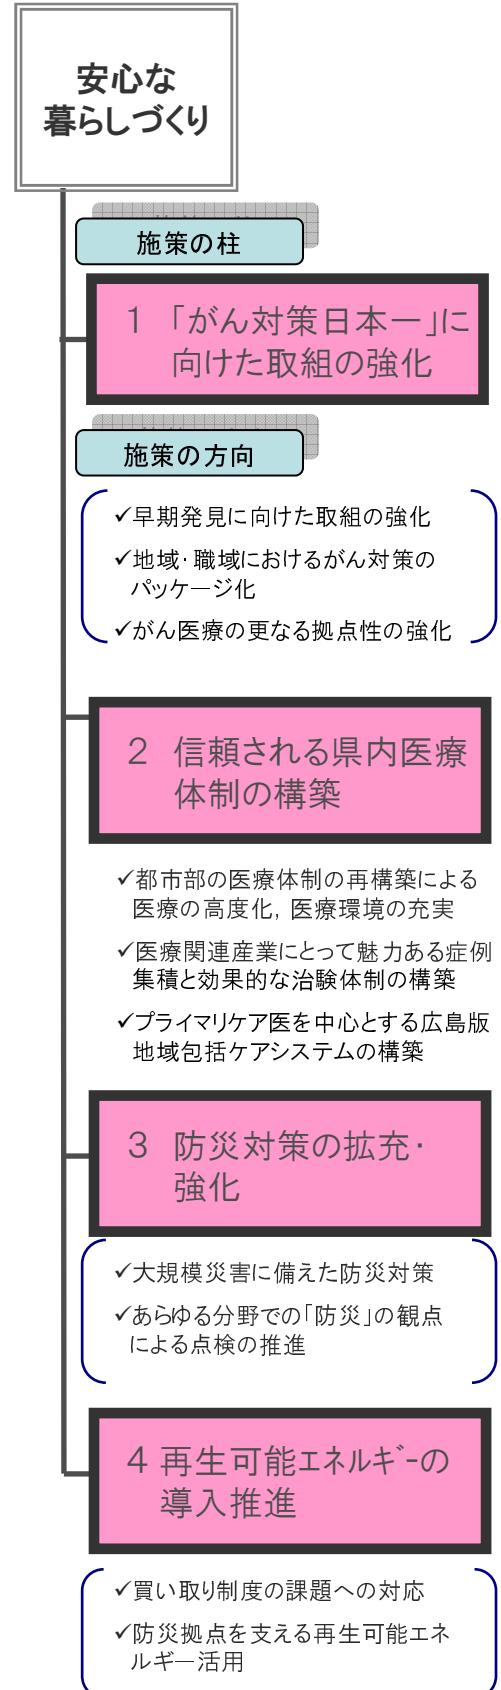 安心な
暮らしづくり
施策の柱
1 「がん対策日本一」に
向けた取組の強化
施策の方向
✓早期発見に向けた取組の強化
✓地域・職域におけるがん対策の
パッケージ化
✓がん医療の更なる拠点性の強化
2 信頼される県内医療
体制の構築
✓都市部の医療体制の再構築による
医療の高度化，医療環境の充実
✓医療関連産業にとって魅力ある症例
集積と効果的な治験体制の構築
✓プライマリケア医を中心とする広島版
地域包括ケアシステムの構築
3 防災対策の拡充・
強化
✓大規模災害に備えた防災対策
✓あらゆる分野での「防災」の観点
による点検の推進
4 再生可能エネルギーの
導入推進
✓買い取り制度の課題への対応
✓防災拠点を支える再生可能エネ
ルギー活用